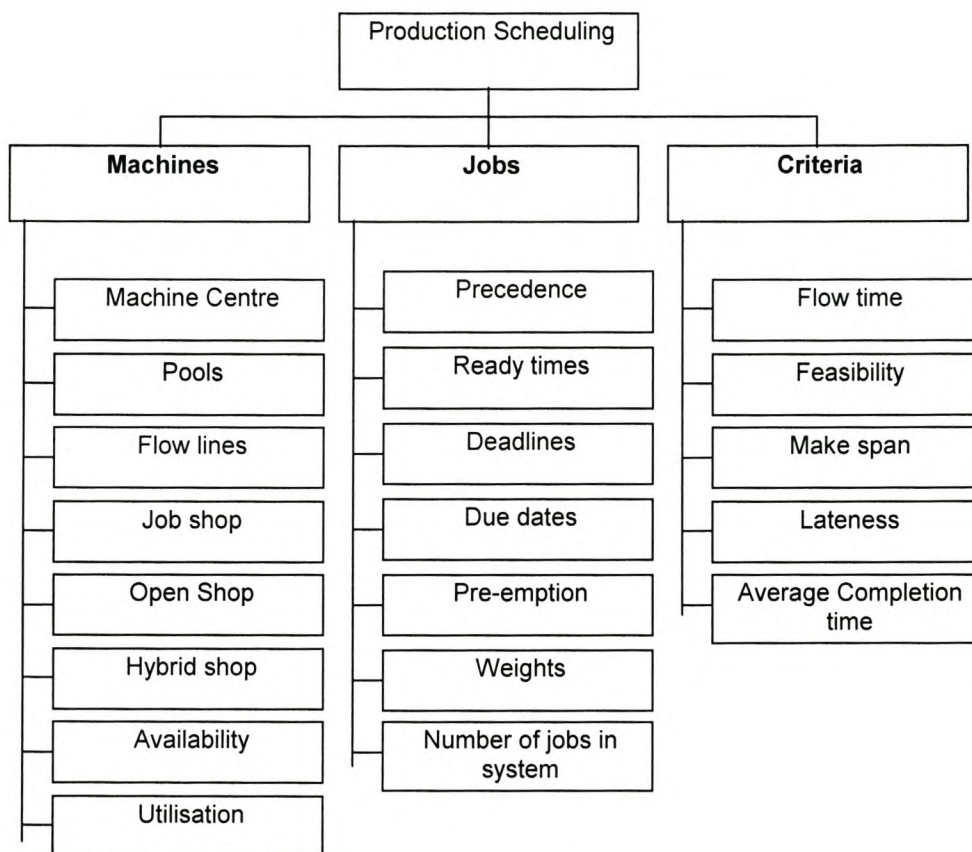 Production Scheduling
Machines
Machine Centre
Pools
Flow lines
Job shop
Open Shop
Hybrid shop
Availability
Utilisation
Jobs
Precedence
Ready times
Deadlines
Due dates
Pre-emption
Weights
Number of jobs in
system
Criteria
Flow time
Feasibility
Make span
Lateness
Average Completion
time